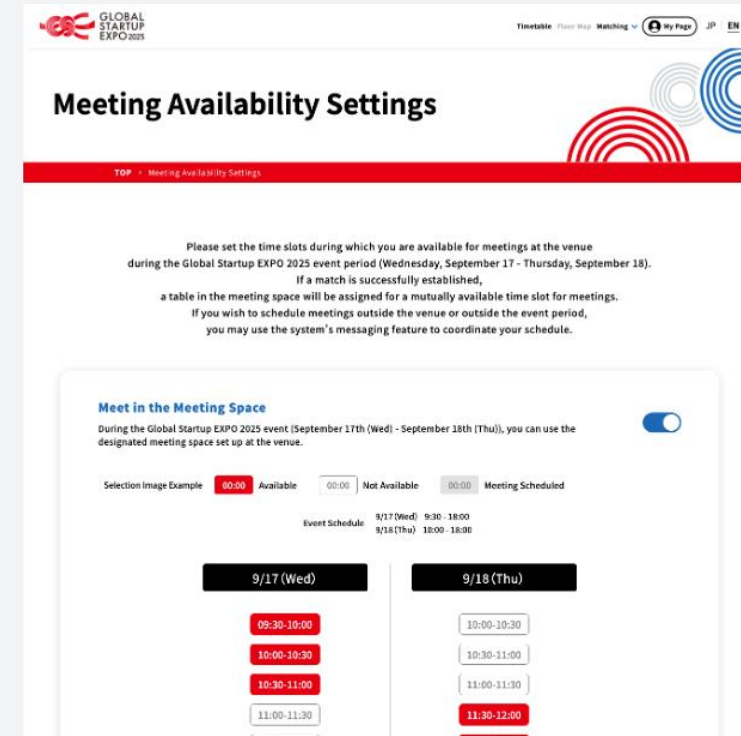 GLOBAL
STARTUP
EXPO 2025
Timetable Floor Map Matching My Page JP EN
Meeting Availability Settings
TOP Meeting Availability Settings
Please set the time slots during which you are available for meetings at the venue
during the Global Startup EXPO 2025 event period (Wednesday, September 17 - Thursday, September 18).
If a match is successfully established,
a table in the meeting space will be assigned for a mutually available time slot for meetings.
If you wish to schedule meetings outside the venue or outside the event period,
you may use the system's messaging feature to coordinate your schedule.
Meet in the Meeting Space
During the Global Startup EXPO 2025 event (September 17th (Wed) - September 18th (Thu)), you can use the
designated meeting space set up at the venue.
Selection Image Example 00:00 Available 00:00 Not Available 00:00 Meeting Scheduled
Event Schedule 9/17(Wed) 9:30 - 18:00
9/18(Thu) 10:00 - 18:00
9/17(Wed) 9/18(Thu)
09:30-10:00 10:00-10:30
10:00-10:30 10:30-11:00
10:30-11:00 11:00-11:30
11:00-11:30 11:30-12:00